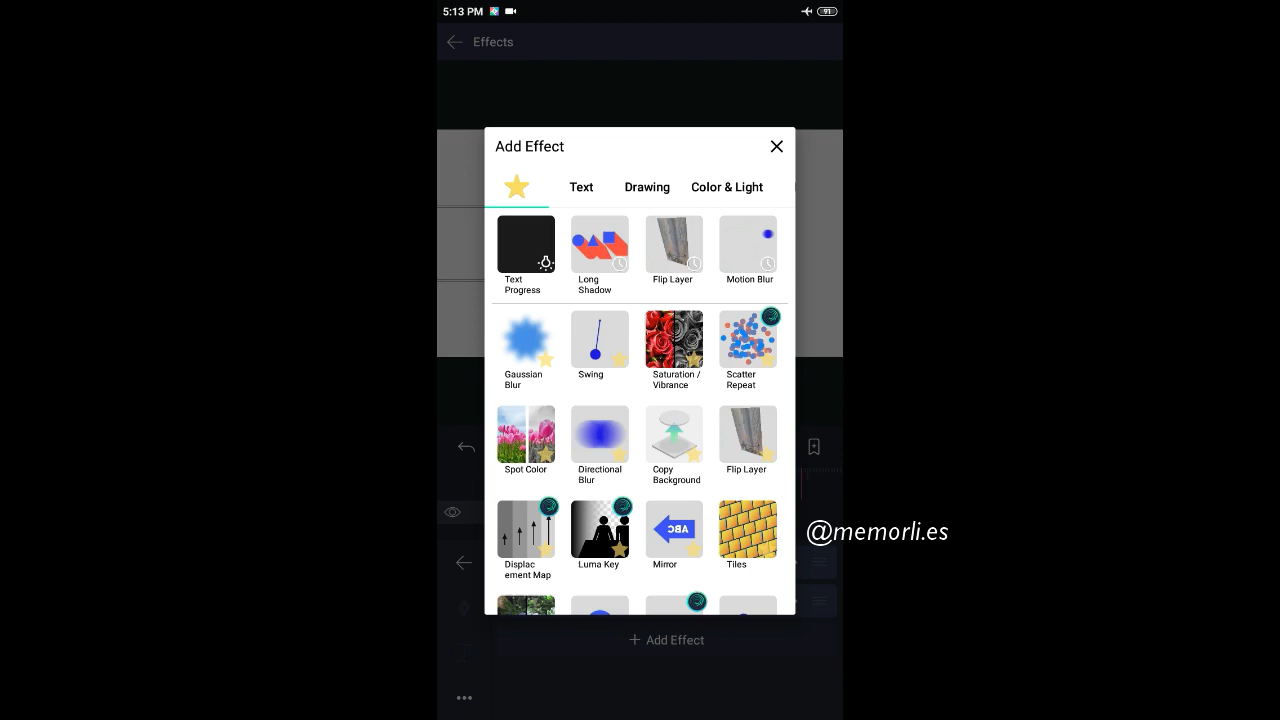 5:13 PM
91
Effects
Add Effect
Text
Drawing
Color & Light
Text
Progress
Long
Shadow
Flip Layer
Motion Blur
Gaussian
Blur
Swing
Saturation /
Vibrance
Scatter
Repeat
Spot Color
Directional
Blur
Copy
Background
Flip Layer
ABC
Displac
ement Map
Luma Key
Mirror
Tiles
@memorli.es
+ Add Effect